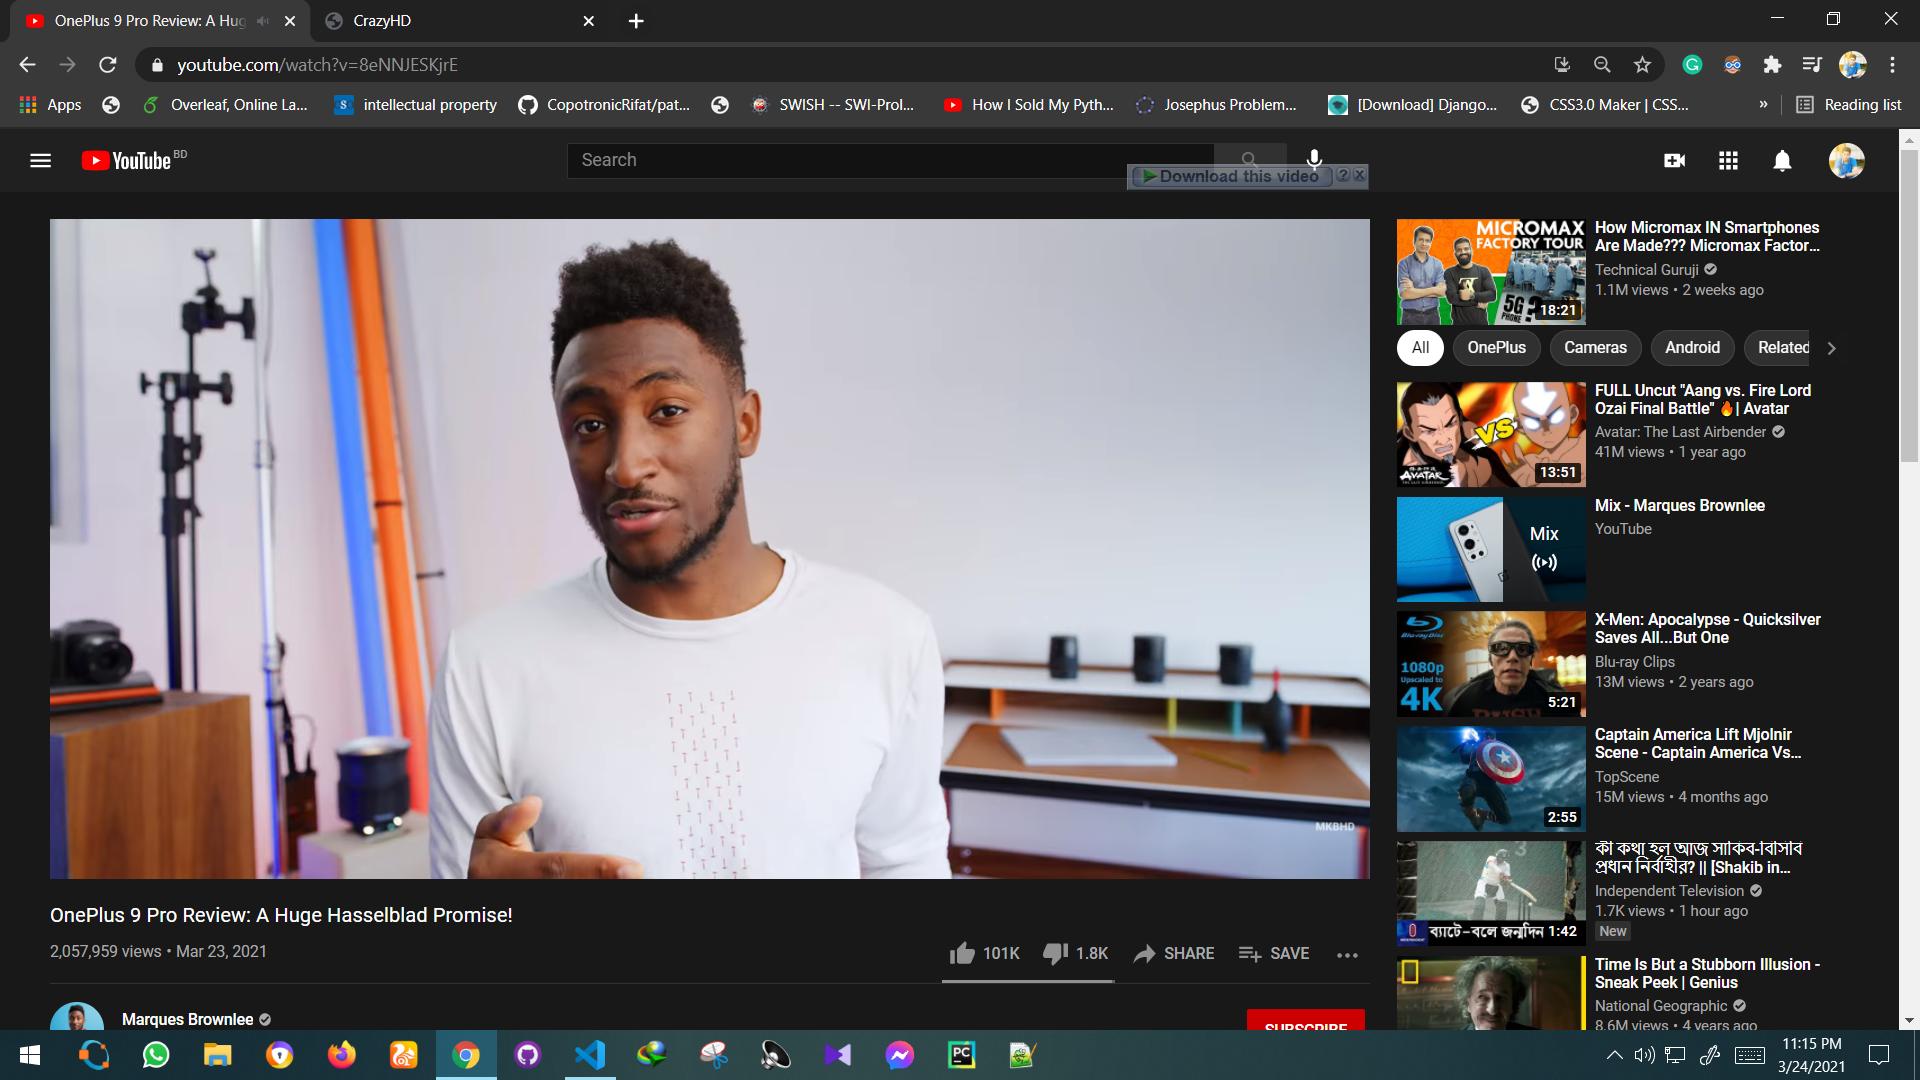 OnePlus 9 Pro Review: A Hug
CrazyHD
youtube.com/watch?v=8eNNJESKjrE
Apps
Overleaf, Online La...
intellectual property
CopotronicRifat/pat...
SWISH -- SWI-Prol...
How I Sold My Pyth...
Josephus Problem...
[Download] Django...
CSS3.0 Maker | CSS...
»
Reading list
YouTube BD
Search
Download this video
MKBHD
OnePlus 9 Pro Review: A Huge Hasselblad Promise!
2,057,959 views • Mar 23, 2021
101K
1.8K
SHARE
SAVE
Marques Brownlee
SUBSCRIBE
MICROMAX
FACTORY TOUR
5G ?
PHONE
18:21
How Micromax IN Smartphones
Are Made??? Micromax Factor...
Technical Guruji
1.1M views • 2 weeks ago
All
OnePlus
Cameras
Android
Related
VS
AVATAR
13:51
FULL Uncut "Aang vs. Fire Lord
Ozai Final Battle" 🔥| Avatar
Avatar: The Last Airbender
41M views • 1 year ago
Mix
Mix - Marques Brownlee
YouTube
Blu-ray Disc
1080p
Upscaled to
4K
RUSH
5:21
X-Men: Apocalypse - Quicksilver
Saves All...But One
Blu-ray Clips
13M views • 2 years ago
2:55
Captain America Lift Mjolnir
Scene - Captain America Vs...
TopScene
15M views • 4 months ago
ব্যাটে-বলে জন্মদিন
1:42
কী কথা হল আজ সাকিব-বিসিবি
প্রধান নির্বাহীর? || [Shakib in...
Independent Television
1.7K views • 1 hour ago
New
Time Is But a Stubborn Illusion -
Sneak Peek | Genius
National Geographic
8.6M views • 4 years ago
PC
11:15 PM
3/24/2021